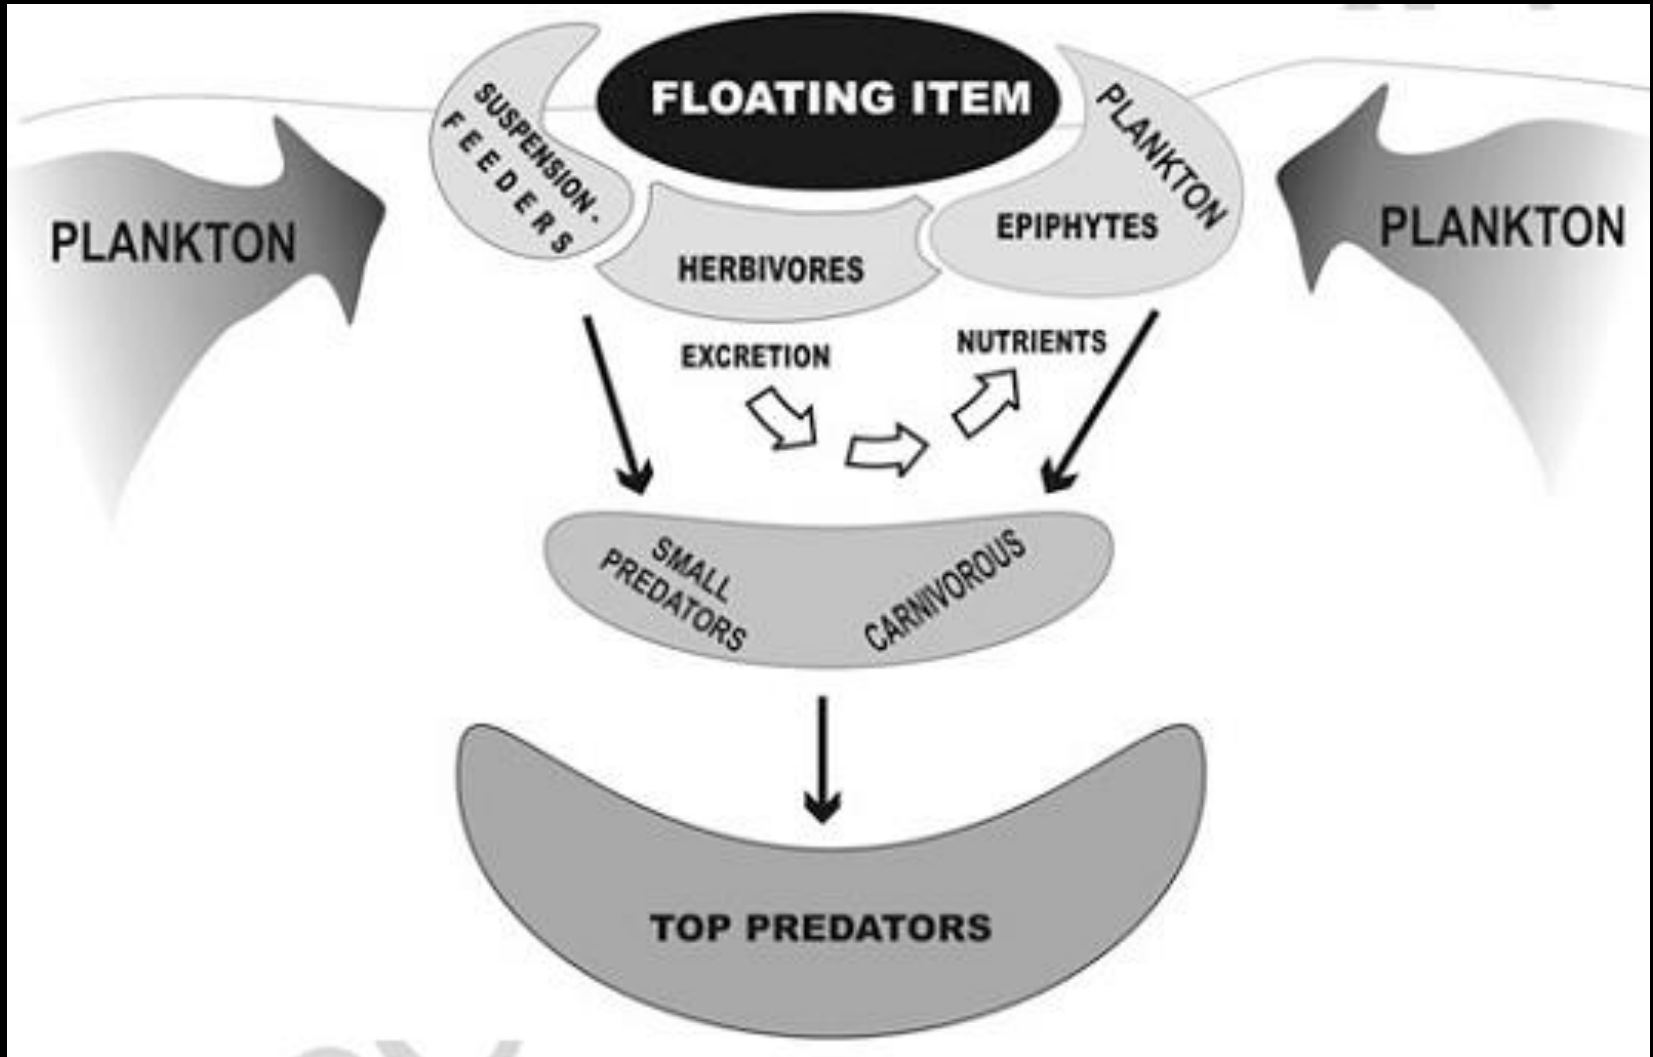 FLOATING ITEM
SUSPENSION-
FEEDERS
PLANKTON
EPIPHYTES
HERBIVORES
PLANKTON
PLANKTON
EXCRETION
NUTRIENTS
SMALL
PREDATORS
CARNIVOROUS
TOP PREDATORS